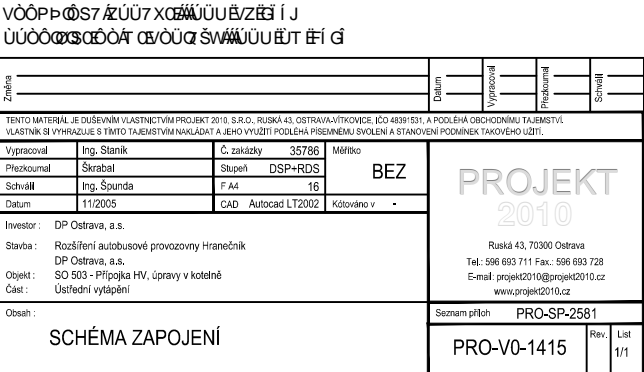 Změna
Datum
Vypracoval
Přezkoumal
Schválil
TENTO MATERIÁL JE DUŠEVNÍM VLASTNICTVÍM PROJEKT 2010, S.R.O., RUSKÁ 43, OSTRAVA-VÍTKOVICE, IČO 48391531, A PODLÉHÁ OBCHODNÍMU TAJEMSTVÍ.
VLASTNÍK SI VYHRAZUJE S TÍMTO TAJEMSTVÍM NAKLÁDAT A JEHO VYUŽITÍ PODLÉHÁ PÍSEMNÉMU SVOLENÍ A STANOVENÍ PODMÍNEK TAKOVÉHO UŽITÍ.
Vypracoval Ing. Staník Č. zakázky 35786 Měřítko
Přezkoumal Škrabal Stupeň DSP+RDS BEZ
Schválil Ing. Špunda F A4 16
Datum 11/2005 CAD Autocad LT2002 Kótováno v -
PROJEKT
2010
Investor : DP Ostrava, a.s.
Stavba : Rozšíření autobusové provozovny Hranečník
DP Ostrava, a.s.
Objekt : SO 503 - Přípojka HV, úpravy v kotelně
Část : Ústřední vytápění
Ruská 43, 70300 Ostrava
Tel.: 596 693 711 Fax.: 596 693 728
E-mail: projekt2010@projekt2010.cz
www.projekt2010.cz
Obsah :
SCHÉMA ZAPOJENÍ
Seznam příloh PRO-SP-2581
PRO-V0-1415
Rev. List
1/1